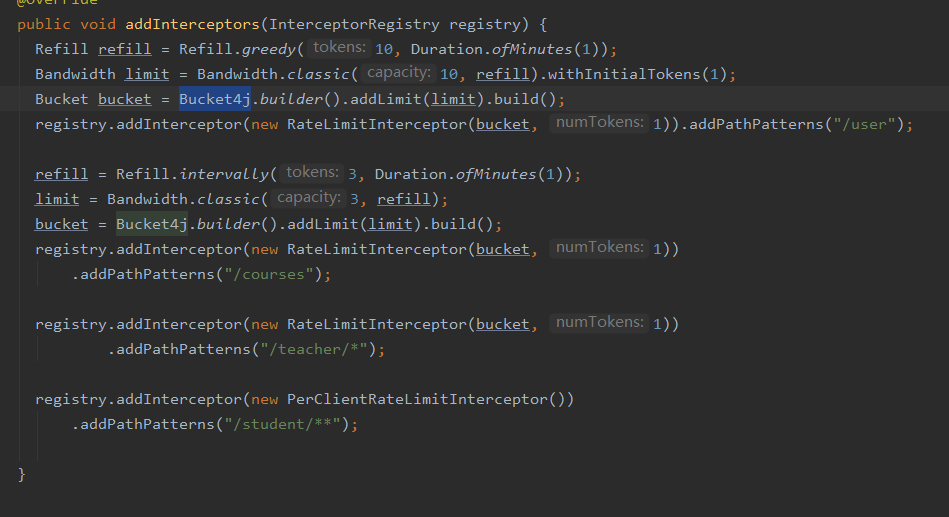 @Override
public void addInterceptors(InterceptorRegistry registry) {
Refill refill = Refill.greedy( tokens: 10, Duration.ofMinutes(1));
Bandwidth limit = Bandwidth.classic( capacity: 10, refill).withInitialTokens(1);
Bucket bucket = Bucket4j.builder().addLimit(limit).build();
registry.addInterceptor(new RateLimitInterceptor(bucket, numTokens: 1)).addPathPatterns("/user");
refill = Refill.intervally( tokens: 3, Duration.ofMinutes(1));
limit = Bandwidth.classic( capacity: 3, refill);
bucket = Bucket4j.builder().addLimit(limit).build();
registry.addInterceptor(new RateLimitInterceptor(bucket, numTokens: 1))
.addPathPatterns("/courses");
registry.addInterceptor(new RateLimitInterceptor(bucket, numTokens: 1))
.addPathPatterns("/teacher/*");
registry.addInterceptor(new PerClientRateLimitInterceptor())
.addPathPatterns("/student/**");
}